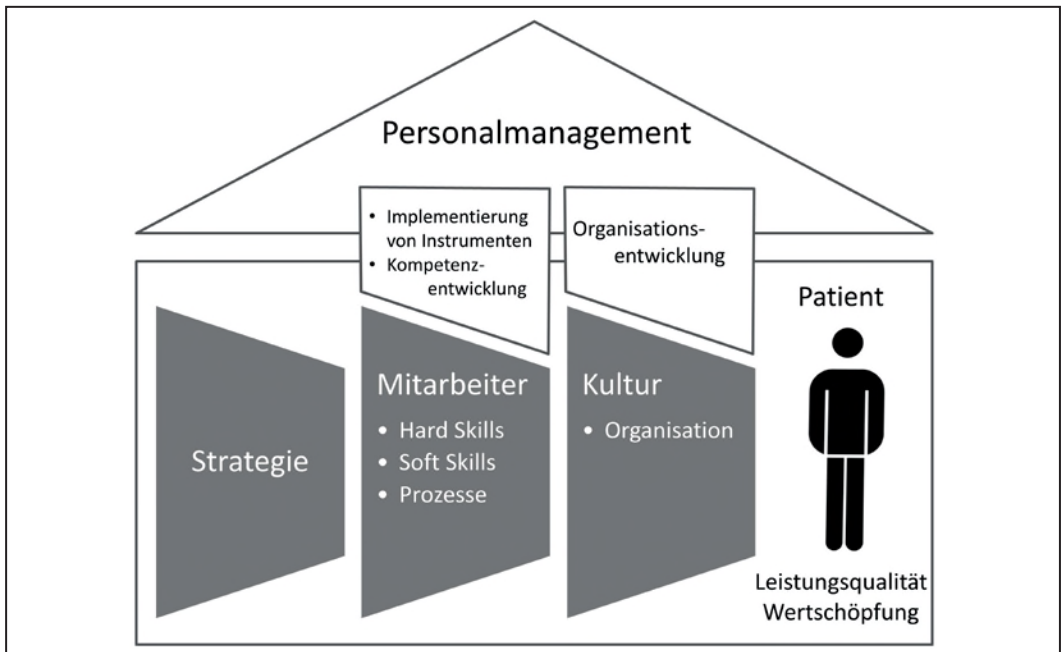 Personalmanagement
• Implementierung
von Instrumenten
• Kompetenz-
entwicklung
Organisations-
entwicklung
Strategie
Mitarbeiter
• Hard Skills
• Soft Skills
• Prozesse
Kultur
• Organisation
Patient
Leistungsqualität
Wertschöpfung